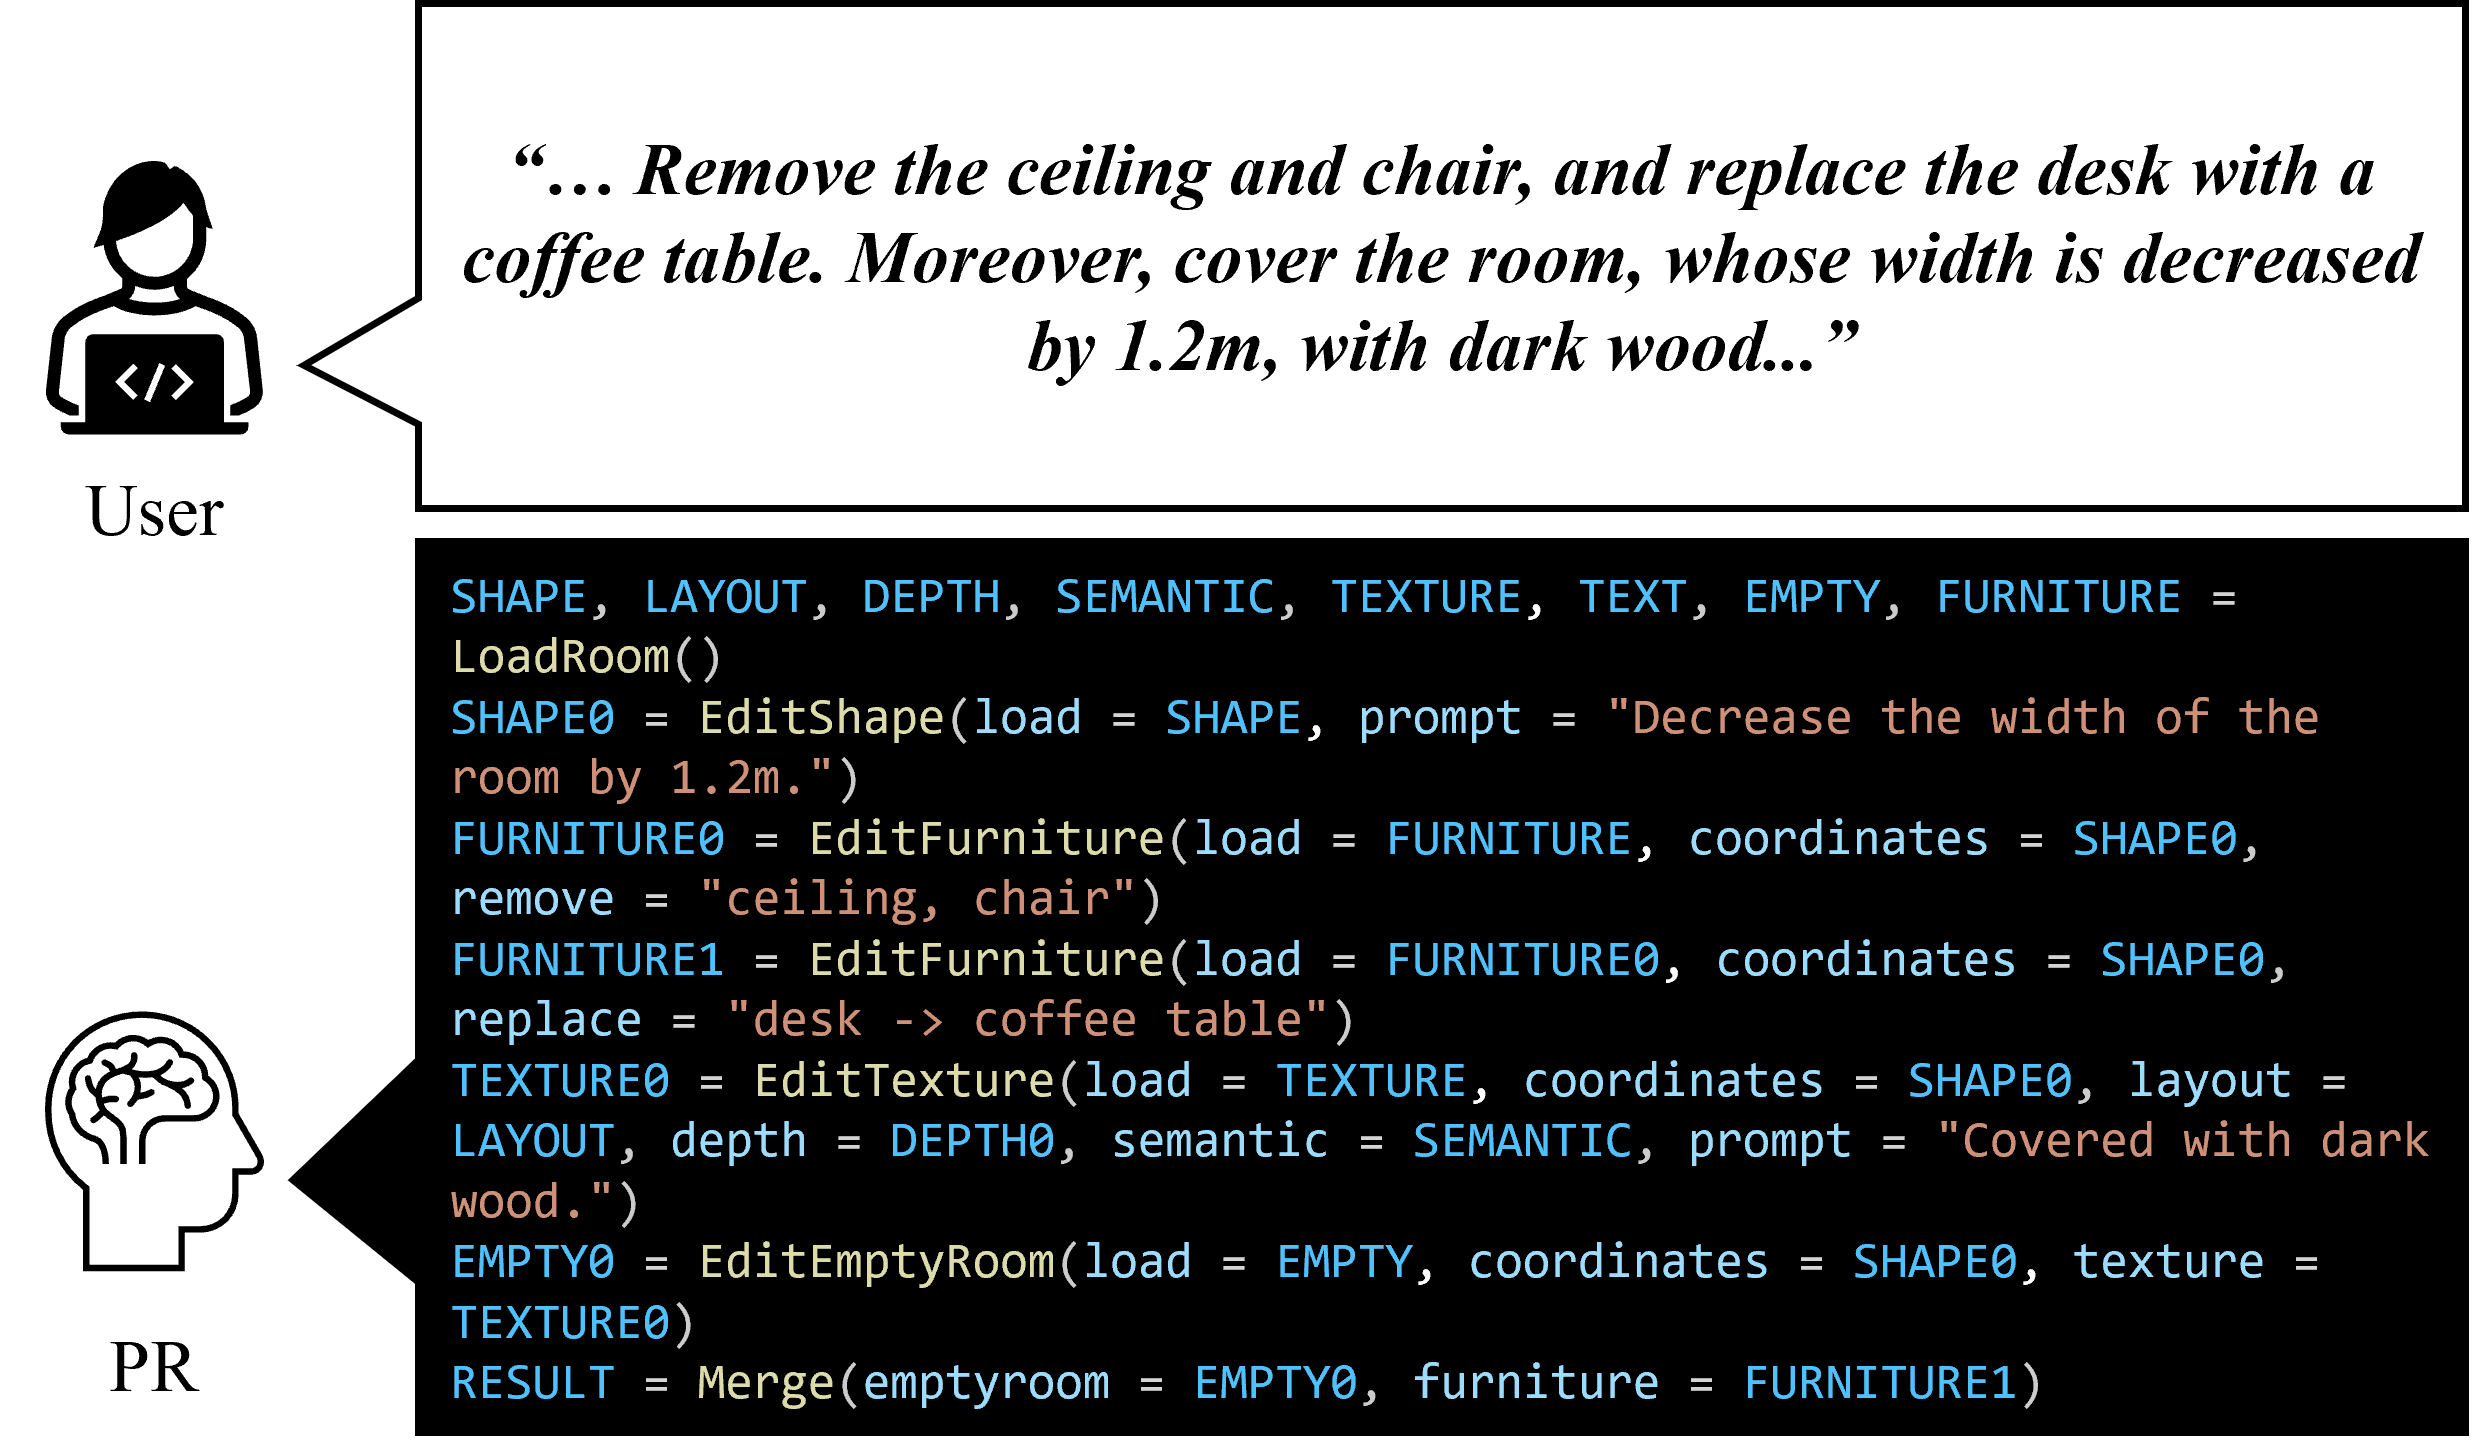 “… Remove the ceiling and chair, and replace the desk with a
coffee table. Moreover, cover the room, whose width is decreased
by 1.2m, with dark wood...”
</>
User
SHAPE, LAYOUT, DEPTH, SEMANTIC, TEXTURE, TEXT, EMPTY, FURNITURE =
LoadRoom()
SHAPE0 = EditShape(load = SHAPE, prompt = "Decrease the width of the
room by 1.2m.")
FURNITURE0 = EditFurniture(load = FURNITURE, coordinates = SHAPE0,
remove = "ceiling, chair")
FURNITURE1 = EditFurniture(load = FURNITURE0, coordinates = SHAPE0,
replace = "desk -> coffee table")
TEXTURE0 = EditTexture(load = TEXTURE, coordinates = SHAPE0, layout =
LAYOUT, depth = DEPTH0, semantic = SEMANTIC, prompt = "Covered with dark
wood.")
EMPTY0 = EditEmptyRoom(load = EMPTY, coordinates = SHAPE0, texture =
TEXTURE0)
RESULT = Merge(emptyroom = EMPTY0, furniture = FURNITURE1)
PR